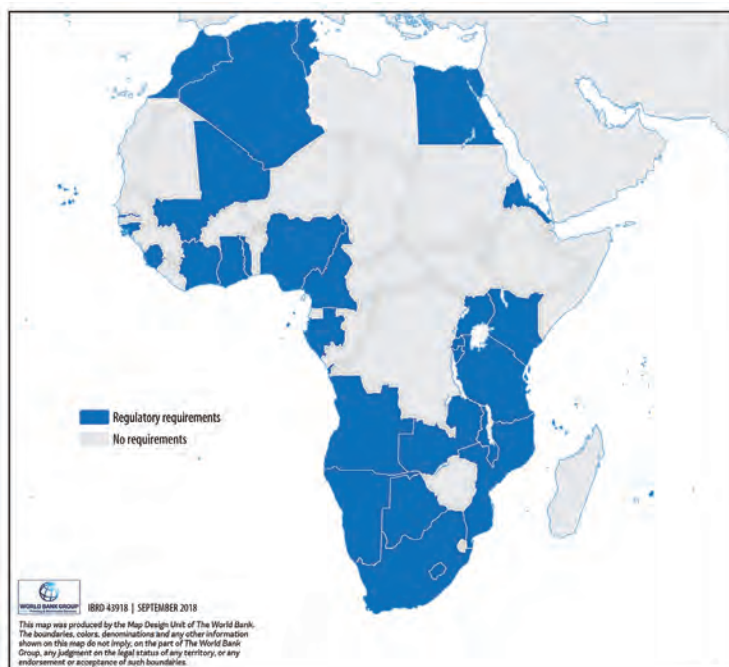 Regulatory requirements
No requirements
WORLD BANK GROUP
IBRD 43918 | SEPTEMBER 2018
This map was produced by the Map Design Unit of The World Bank.
The boundaries, colors, denominations and any other information
shown on this map do not imply, on the part of The World Bank
Group, any judgment on the legal status of any territory, or any
endorsement or acceptance of such boundaries.